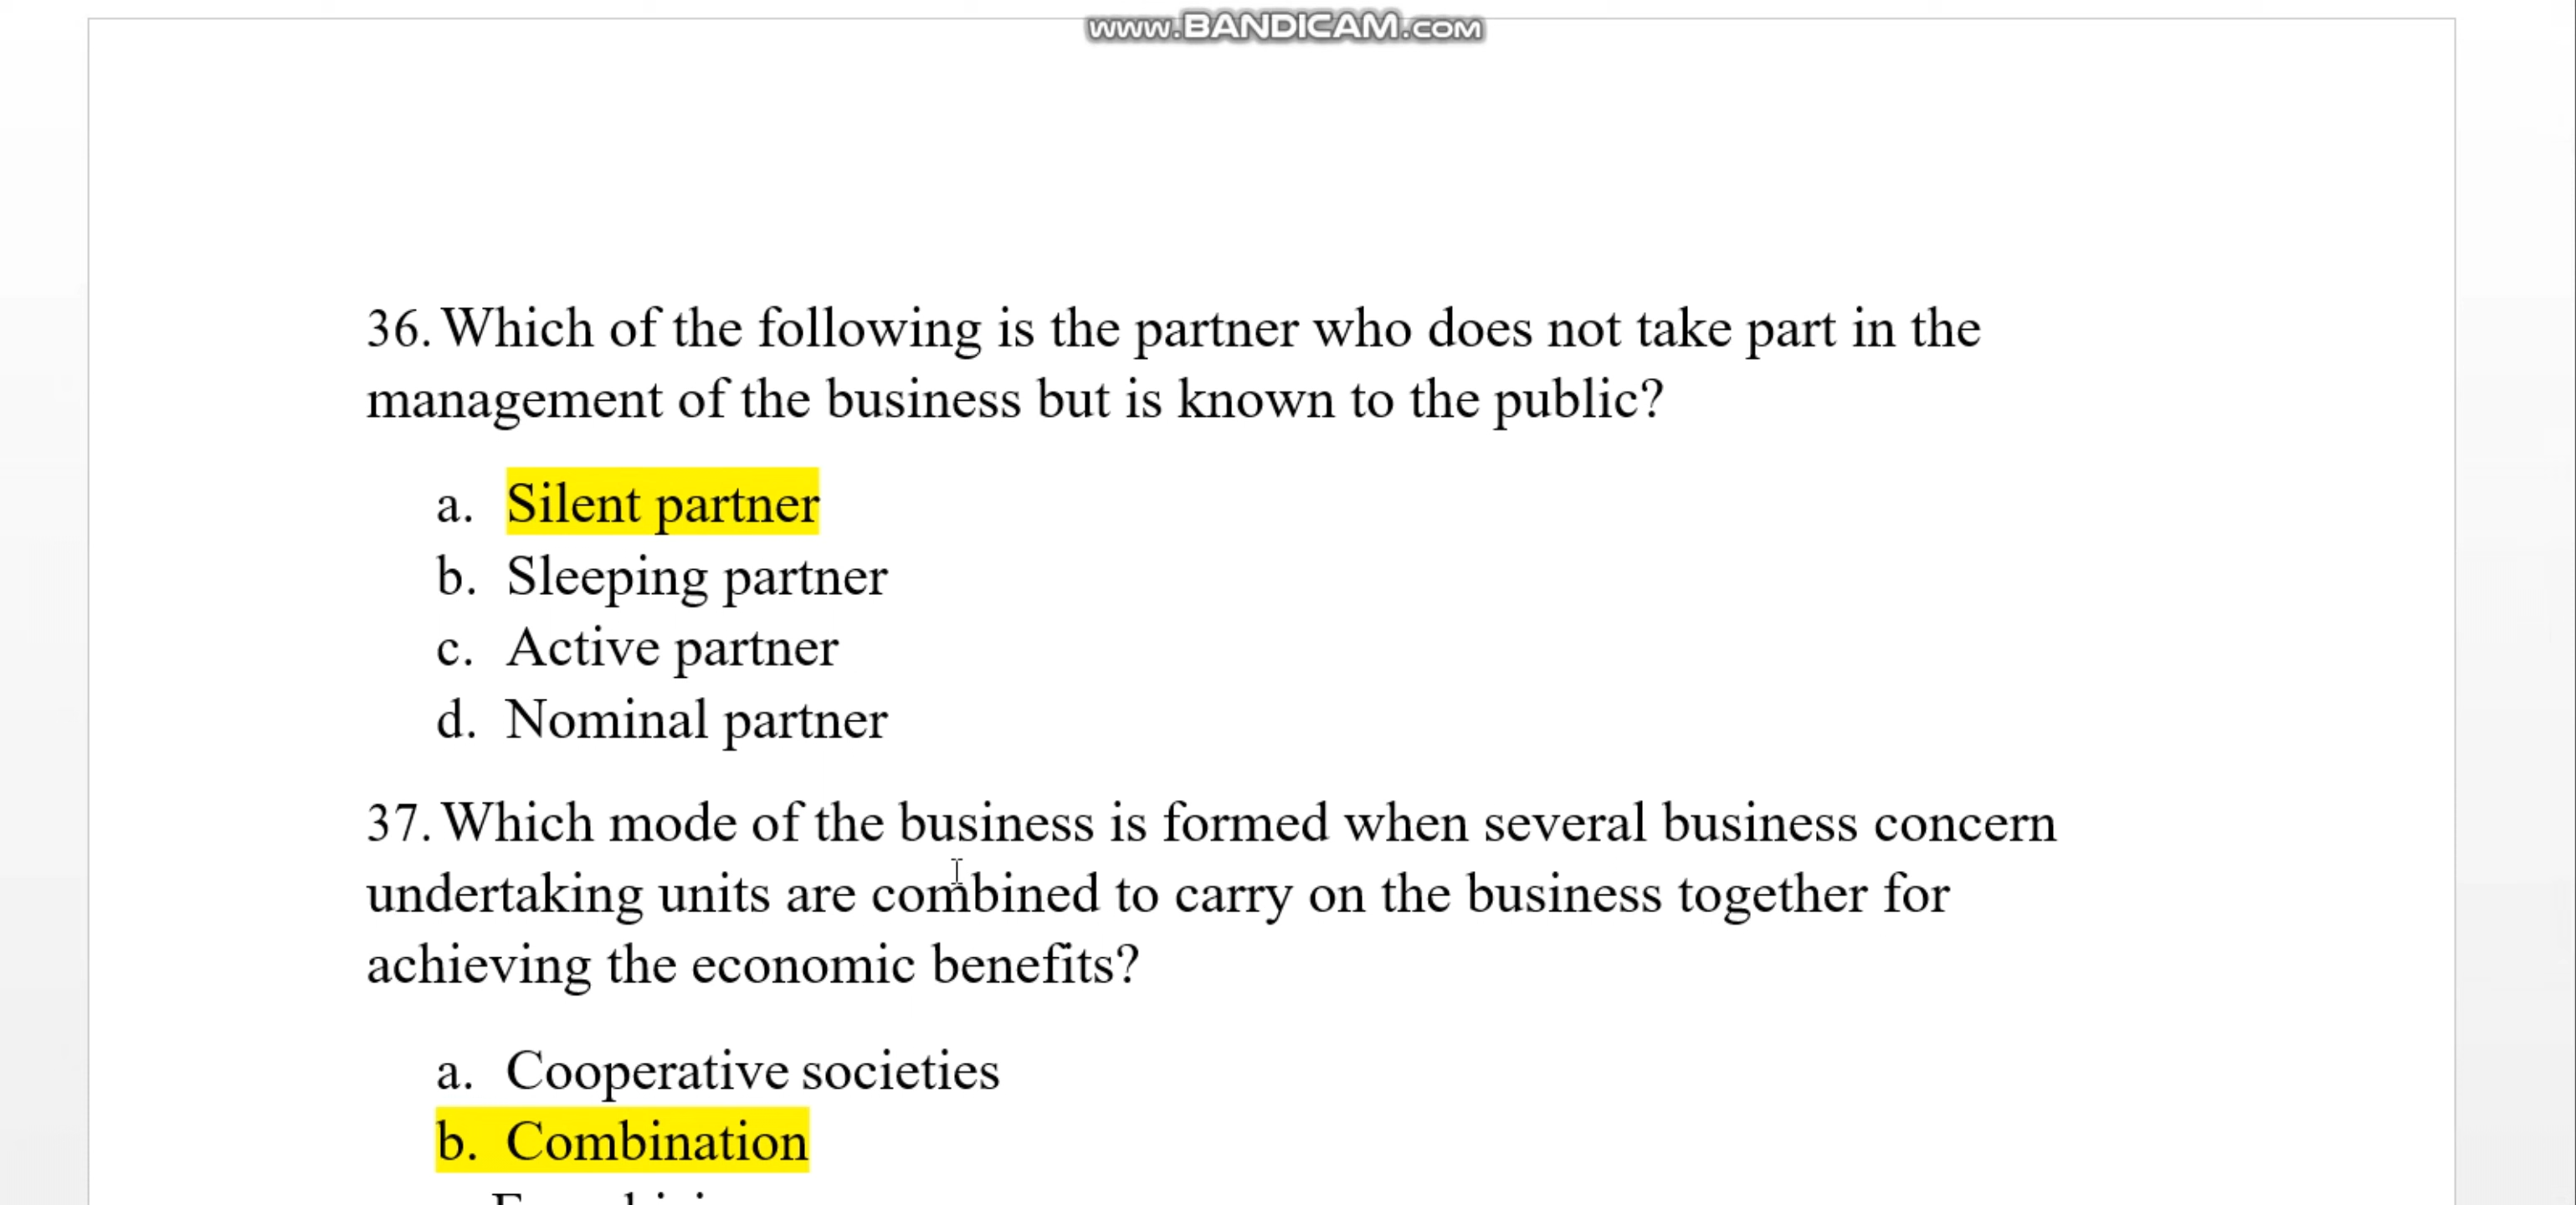 www.BANDICAM.com
36. Which of the following is the partner who does not take part in the
management of the business but is known to the public?
a. Silent partner
b. Sleeping partner
c. Active partner
d. Nominal partner
37. Which mode of the business is formed when several business concern
undertaking units are combined to carry on the business together for
achieving the economic benefits?
a. Cooperative societies
b. Combination